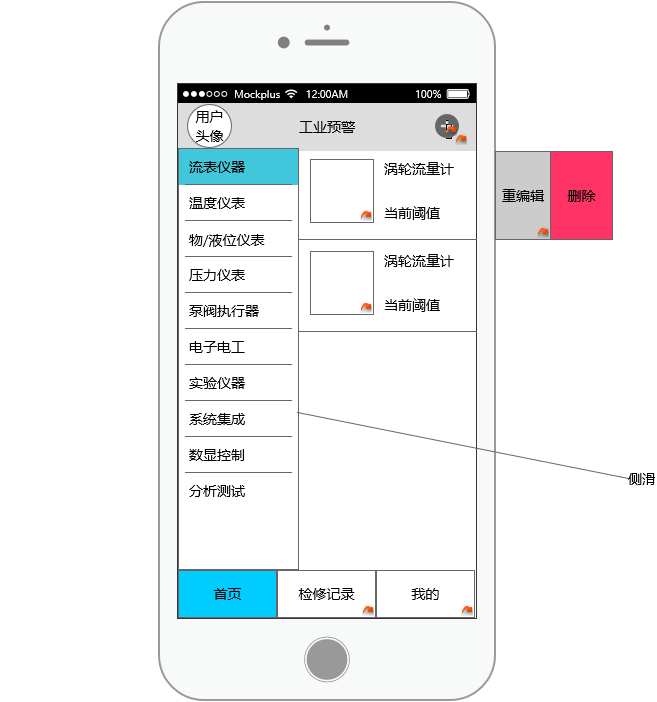 Mockplus 12:00AM 100%
用户
头像
工业预警
流表仪器
温度仪表
物/液位仪表
压力仪表
泵阀执行器
电子电工
实验仪器
系统集成
数显控制
分析测试
涡轮流量计
当前阈值
涡轮流量计
当前阈值
重编辑
删除
侧滑
首页
检修记录
我的